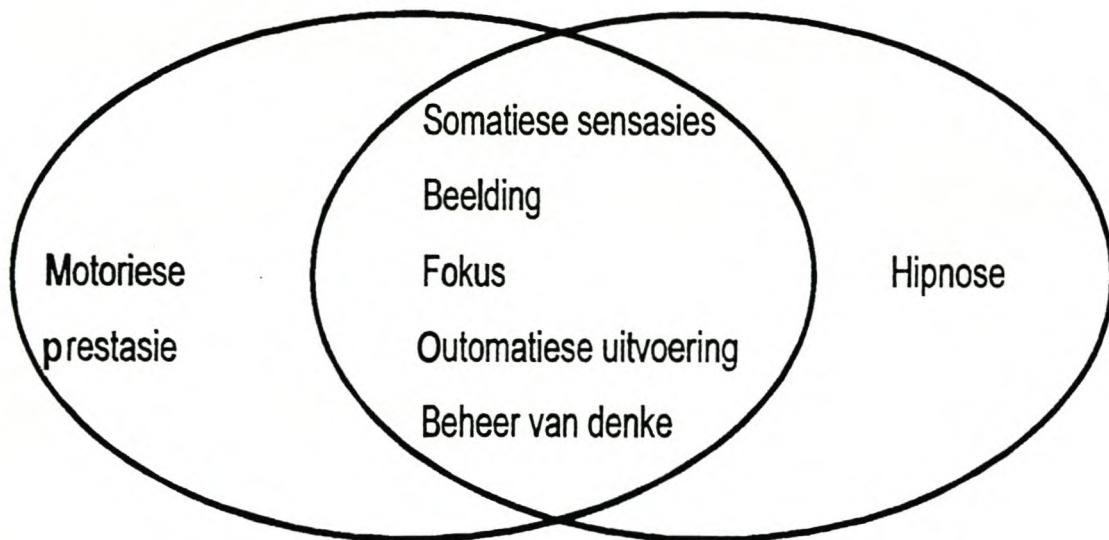 Somatiese sensasies
Beelding
Motoriese
Fokus
Hipnose
prestasie
Outomatiese uitvoering
Beheer van denke